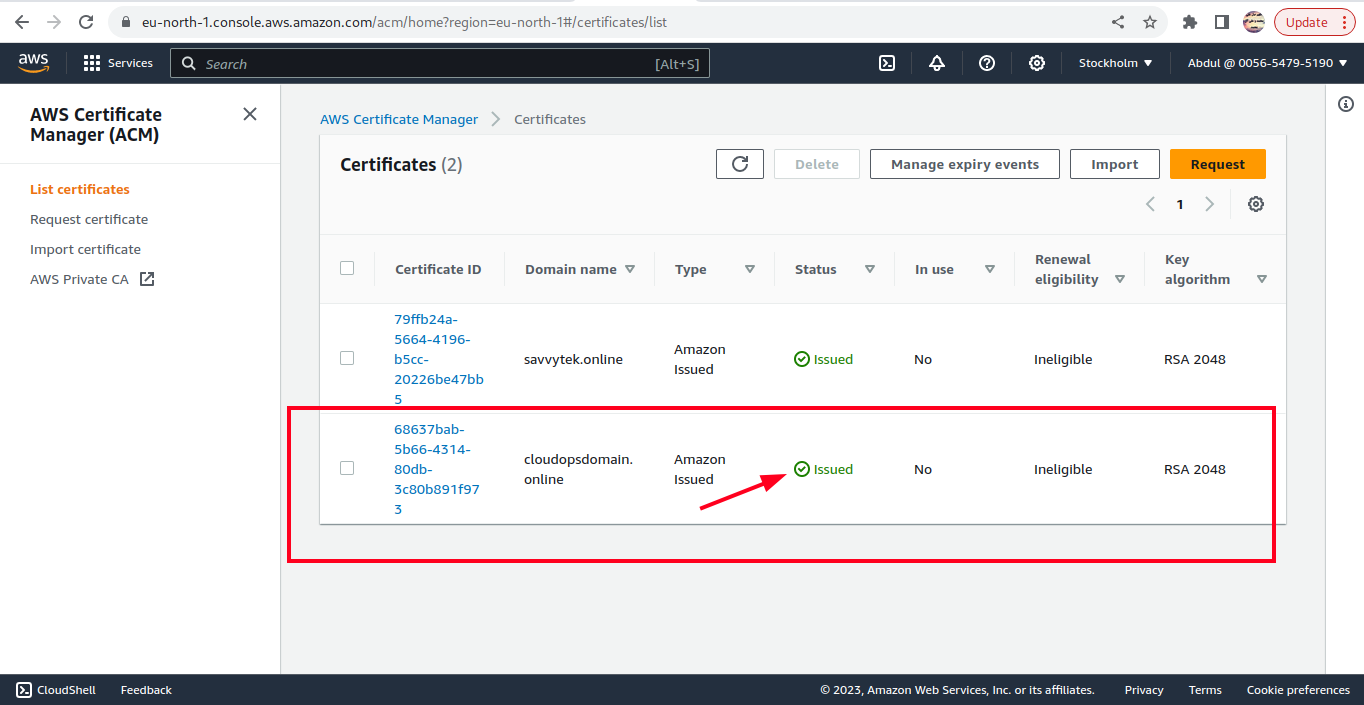 eu-north-1.console.aws.amazon.com/acm/home?region=eu-north-1#/certificates/list
Update
aws
Services
Search
[Alt+S]
Stockholm
Abdul @ 0056-5479-5190
AWS Certificate
Manager (ACM)
List certificates
Request certificate
Import certificate
AWS Private CA
AWS Certificate Manager
Certificates
Certificates (2)
Delete
Manage expiry events
Import
Request
1
Certificate ID
Domain name
Type
Status
In use
Renewal
eligibility
Key
algorithm
79ffb24a-
5664-4196-
b5cc-
20226be47bb
5
savvytek.online
Amazon
Issued
Issued
No
Ineligible
RSA 2048
68637bab-
5b66-4314-
80db-
3c80b891f97
3
cloudopsdomain.
online
Amazon
Issued
Issued
No
Ineligible
RSA 2048
CloudShell
Feedback
© 2023, Amazon Web Services, Inc. or its affiliates.
Privacy
Terms
Cookie preferences